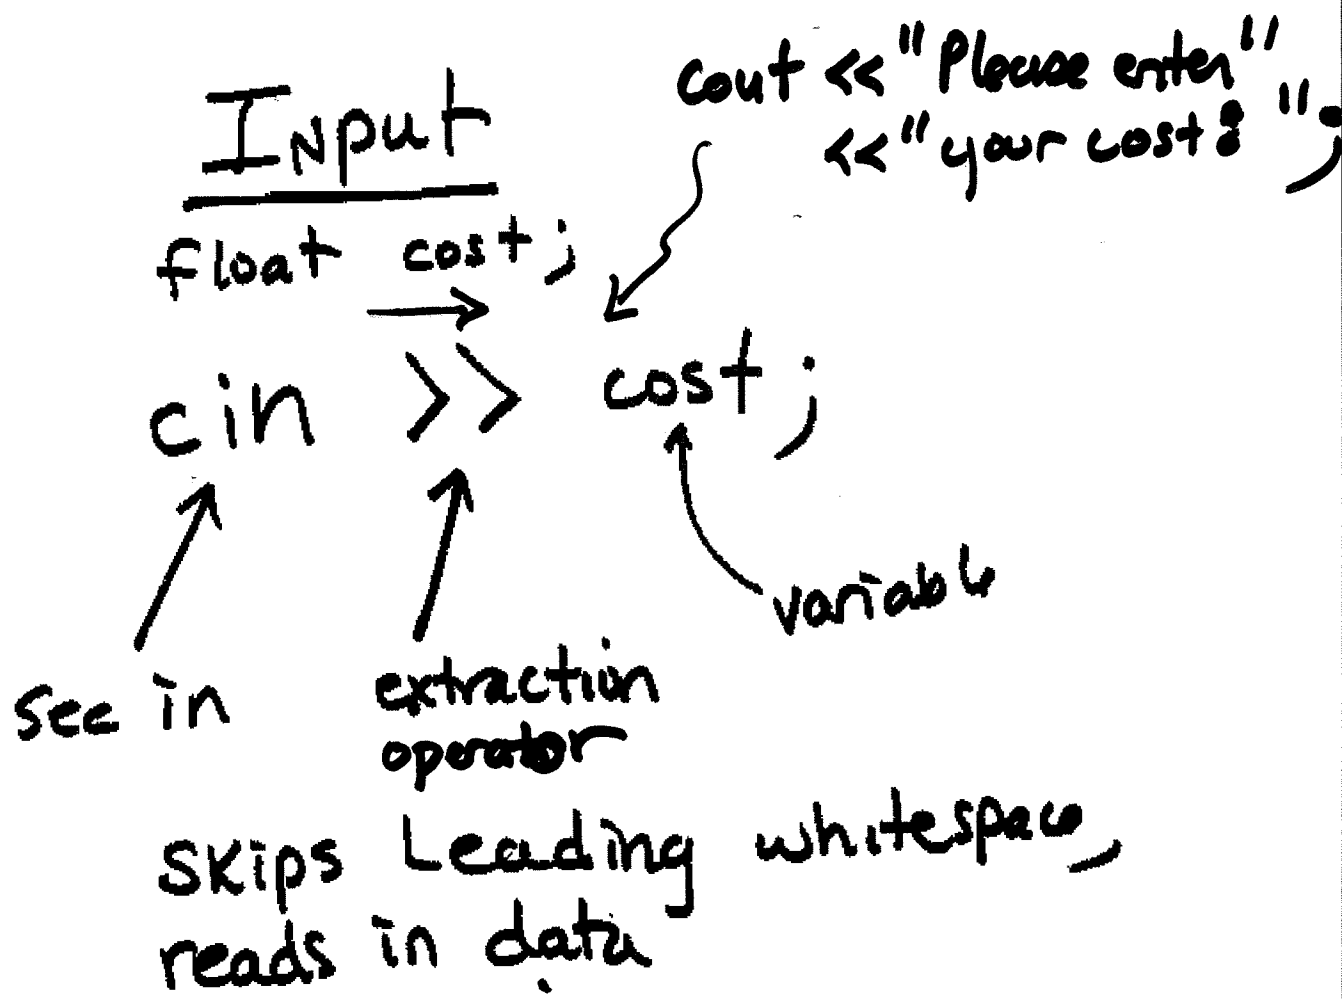 Input
cout << "Please enter"
<< "your cost: ";
float cost;
cin >> cost;
variable
see in
extraction
operator
skips Leading whitespace,
reads in data